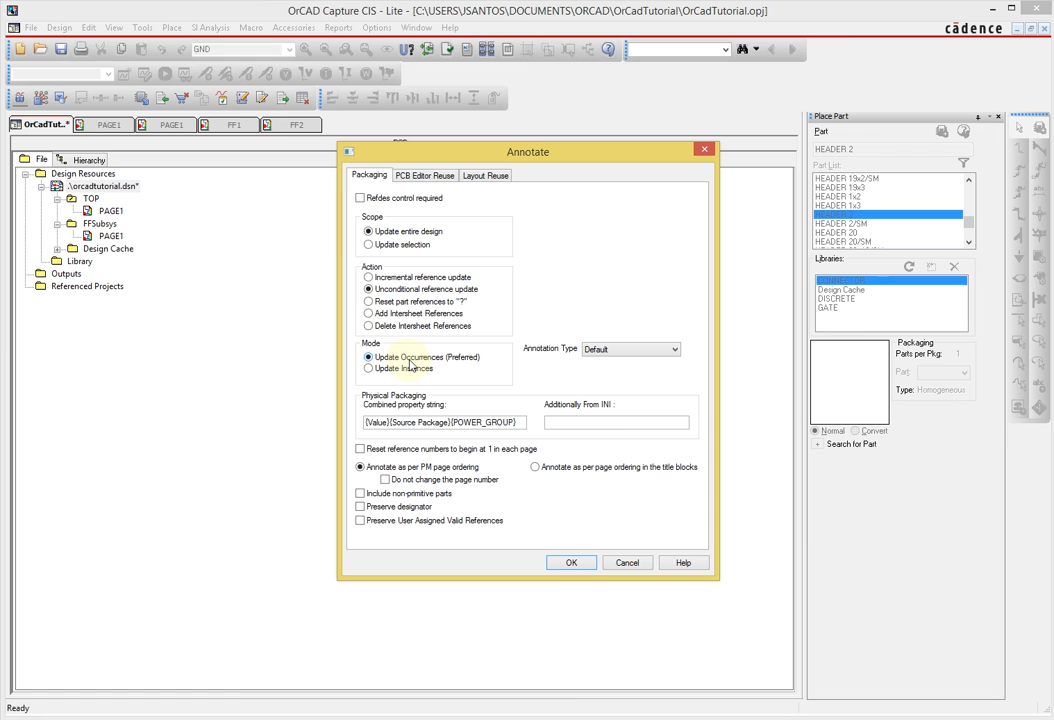 OrCAD Capture CIS - Lite - [C:\USERS\SANTOS\DOCUMENTS\ORCAD\OrCadTutorial\OrCadTutorial.opj]
File Design Edit View Tools Place SI Analysis Macro Accessories Reports Options Window Help
cādence
GND
OrCadTut..* PAGE1 PAGE1 FF1 FF2
File Hierarchy
Design Resources
.\orcadtutorial.dsn*
TOP
PAGE1
FFSubsys
PAGE1
Design Cache
Library
Outputs
Referenced Projects
Annotate
Packaging PCB Editor Reuse Layout Reuse
Refdes control required
Scope
Update entire design
Update selection
Action
Incremental reference update
Unconditional reference update
Reset part references to "?"
Add Intersheet References
Delete Intersheet References
Mode
Update Occurrences (Preferred)
Update Instances
Annotation Type Default
Physical Packaging
Combined property string: Additionally From INI :
{Value}{Source Package}{POWER_GROUP}
Reset reference numbers to begin at 1 in each page
Annotate as per PM page ordering Annotate as per page ordering in the title blocks
Do not change the page number
Include non-primitive parts
Preserve designator
Preserve User Assigned Valid References
OK Cancel Help
Place Part
Part
HEADER 2
Part List:
HEADER 19x2/SM
HEADER 19x3
HEADER 1x2
HEADER 1x3
HEADER 2
HEADER 2/SM
HEADER 20
HEADER 20/SM
Libraries:
CONNECTOR
Design Cache
DISCRETE
GATE
Packaging
Parts per Pkg: 1
Part:
Type: Homogeneous
Normal Convert
Search for Part
Ready